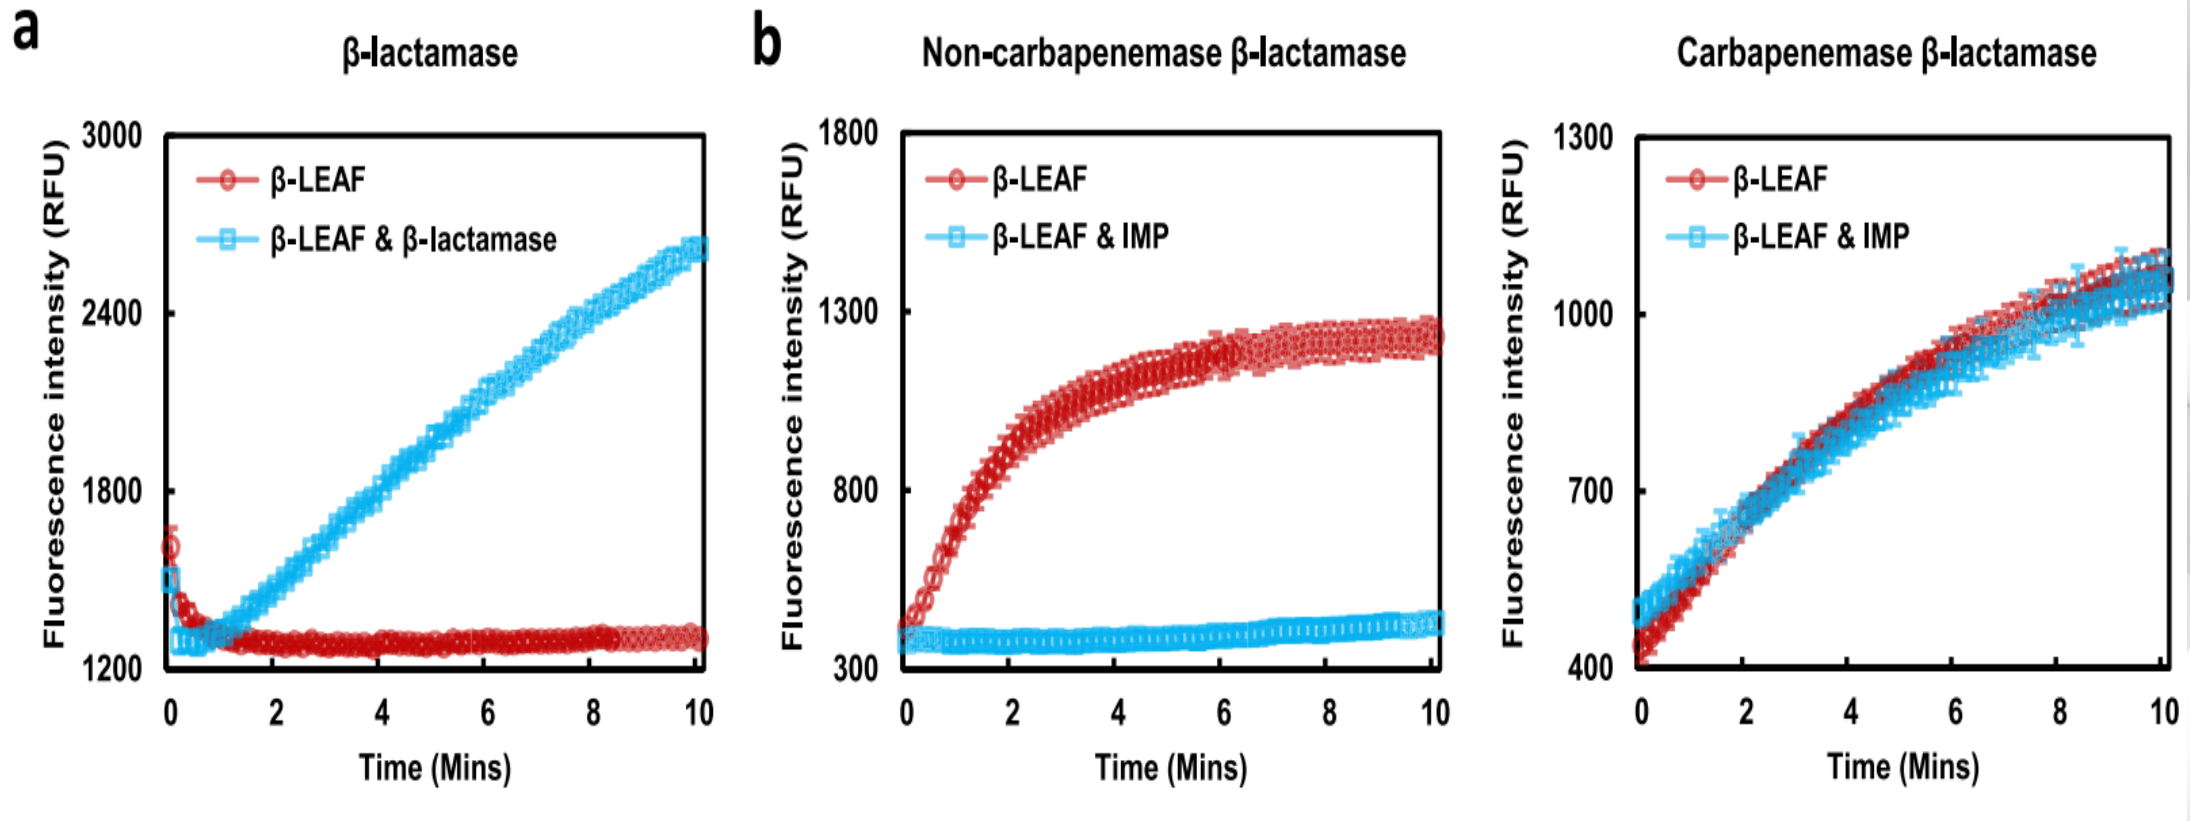 a
β-lactamase
Fluorescence intensity (RFU)
3000
2400
1800
1200
β-LEAF
β-LEAF & β-lactamase
0 2 4 6 8 10
Time (Mins)
b
Non-carbapenemase β-lactamase
Fluorescence intensity (RFU)
1800
1300
800
300
β-LEAF
β-LEAF & IMP
0 2 4 6 8 10
Time (Mins)
Carbapenemase β-lactamase
Fluorescence intensity (RFU)
1300
1000
700
400
β-LEAF
β-LEAF & IMP
0 2 4 6 8 10
Time (Mins)